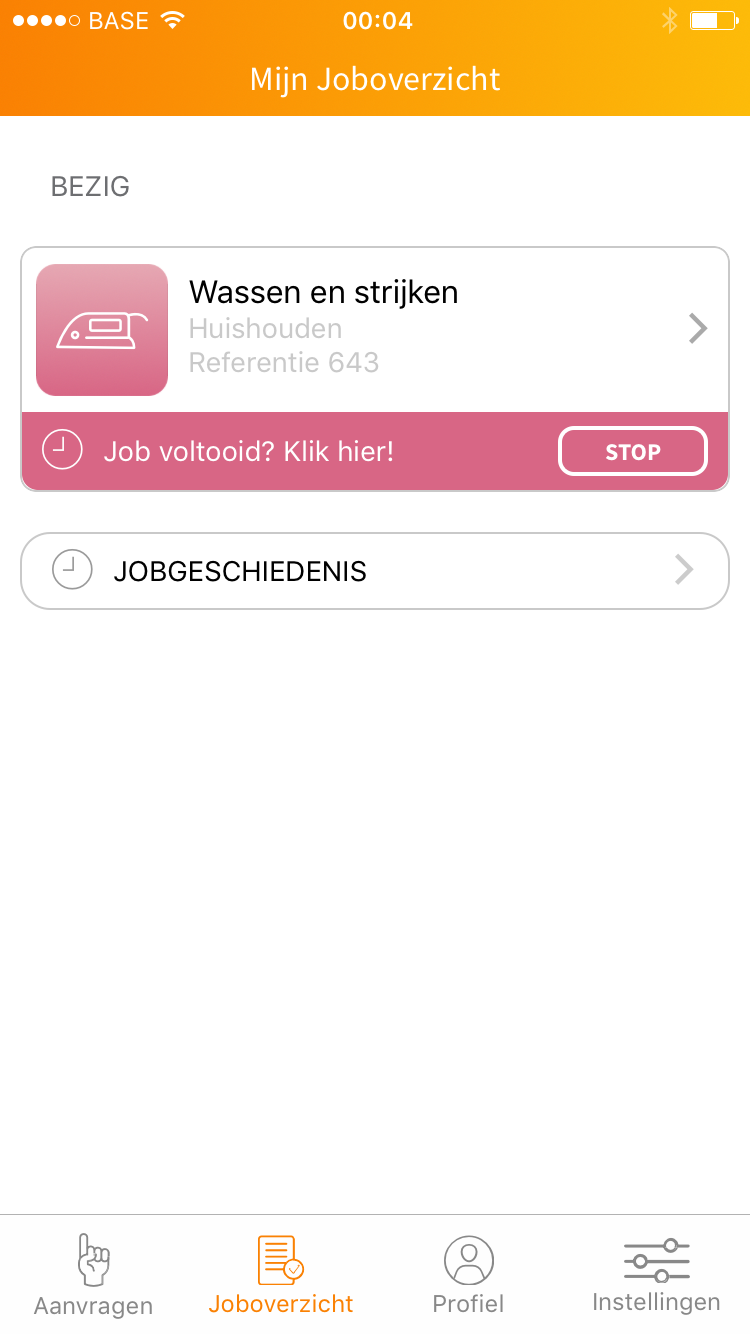 BASE 00:04
Mijn Joboverzicht
BEZIG
Wassen en strijken
Huishouden
Referentie 643
Job voltooid? Klik hier! STOP
JOBGESCHIEDENIS
Aanvragen Joboverzicht Profiel Instellingen